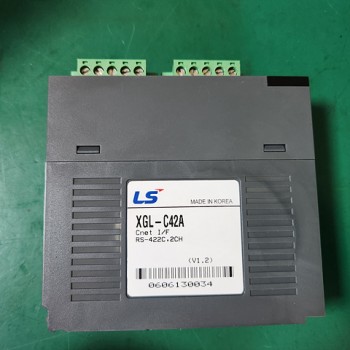 LS
MADE IN KOREA
XGL-C42A
Cnet I/F
RS-422C.2CH
(V1.2)
0606130034